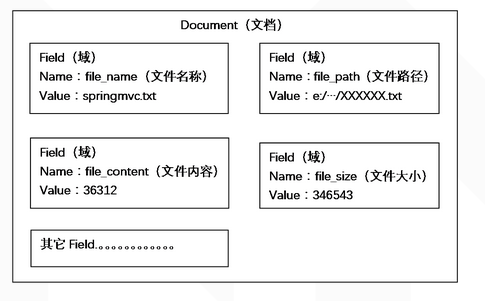 Document（文档）
Field（域）
Name：file_name（文件名称）
Value：springmvc.txt
Field（域）
Name：file_path（文件路径）
Value：e:/…/XXXXXX.txt
Field（域）
Name：file_content（文件内容）
Value：36312
Field（域）
Name：file_size（文件大小）
Value：346543
其它 Field.。。。。。。。。。。。。